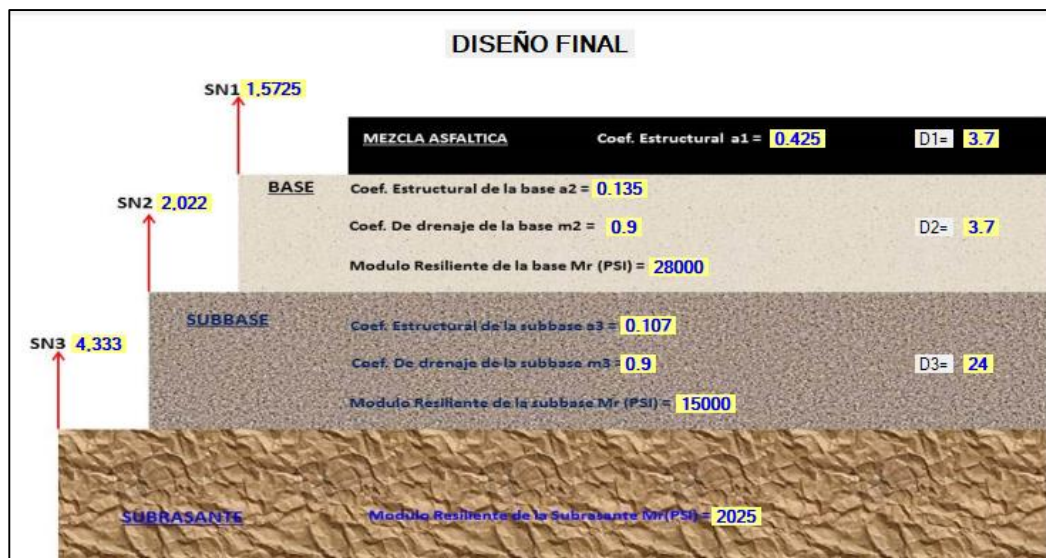 DISEÑO FINAL
SN1 1,5725
MEZCLA ASFALTICA Coef. Estructural a1 = 0.425 D1= 3.7
BASE Coef. Estructural de la base a2 = 0.135
SN2 2,022
Coef. De drenaje de la base m2 = 0.9 D2= 3.7
Modulo Resiliente de la base Mr (PSI) = 28000
SUBBASE Coef. Estructural de la subbase a3 = 0.107
SN3 4,333
Coef. De drenaje de la subbase m3 = 0.9 D3= 24
Modulo Resiliente de la subbase Mr (PSI) = 15000
SUBRASANTE Modulo Resiliente de la Subrasante Mr(PSI) = 2025